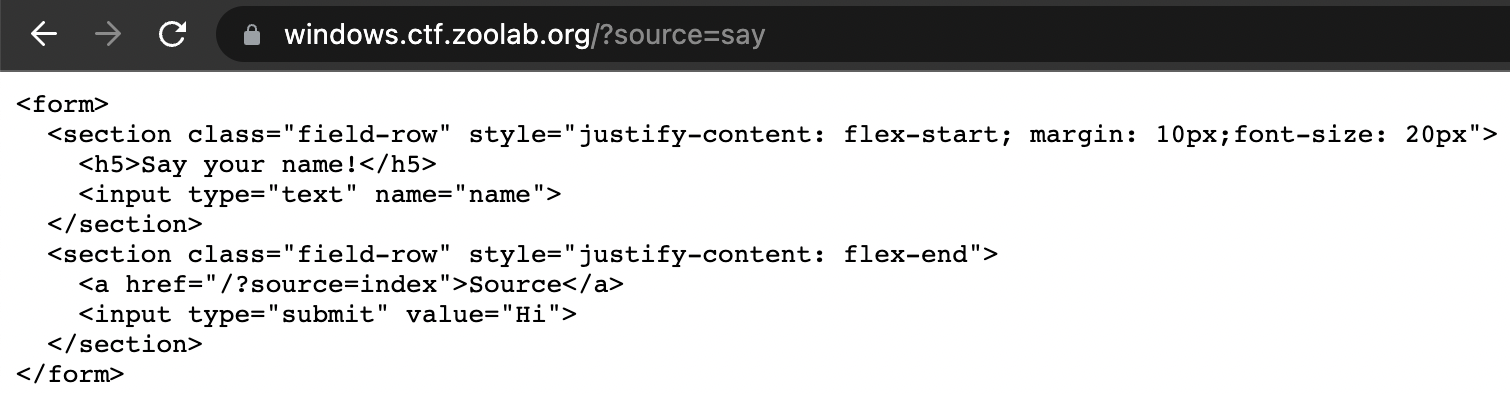 windows.ctf.zoolab.org/?source=say
<form>
  <section class="field-row" style="justify-content: flex-start; margin: 10px;font-size: 20px">
    <h5>Say your name!</h5>
    <input type="text" name="name">
  </section>
  <section class="field-row" style="justify-content: flex-end">
    <a href="/?source=index">Source</a>
    <input type="submit" value="Hi">
  </section>
</form>